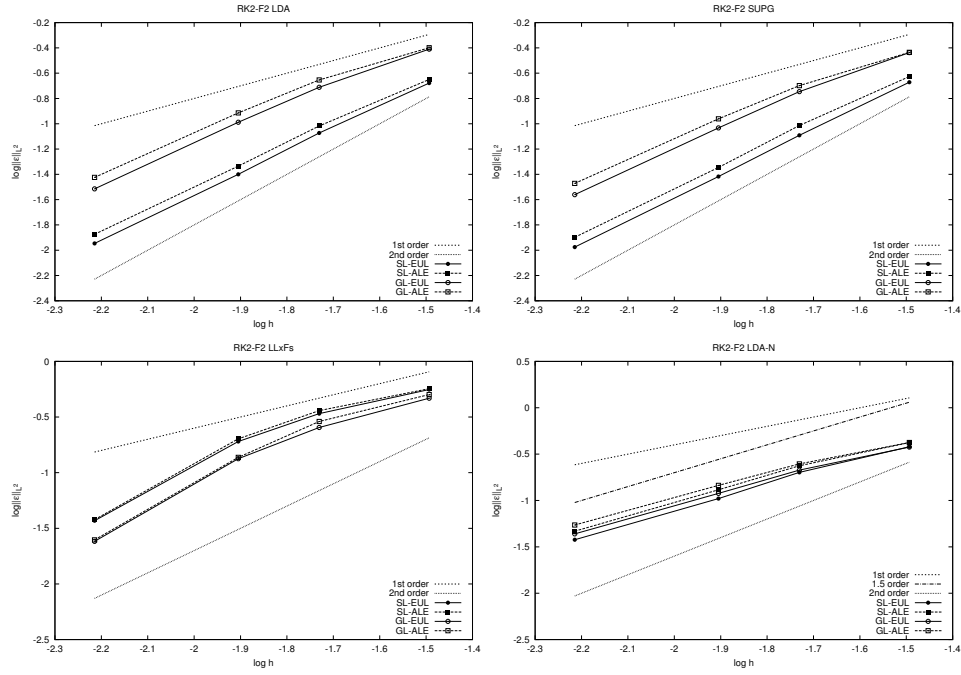 RK2-F2 LDA
-0.2
-0.4
-0.6
-0.8
-1
-1.2
-1.4
-1.6
-1.8
-2
-2.2
-2.4
log||ε||L²
1st order
2nd order
SL-EUL
SL-ALE
GL-EUL
GL-ALE
-2.3 -2.2 -2.1 -2 -1.9 -1.8 -1.7 -1.6 -1.5 -1.4
log h
RK2-F2 SUPG
-0.2
-0.4
-0.6
-0.8
-1
-1.2
-1.4
-1.6
-1.8
-2
-2.2
-2.4
log||ε||L²
1st order
2nd order
SL-EUL
SL-ALE
GL-EUL
GL-ALE
-2.3 -2.2 -2.1 -2 -1.9 -1.8 -1.7 -1.6 -1.5 -1.4
log h
RK2-F2 LLxFs
0
-0.5
-1
-1.5
-2
-2.5
log||ε||L²
1st order
2nd order
SL-EUL
SL-ALE
GL-EUL
GL-ALE
-2.3 -2.2 -2.1 -2 -1.9 -1.8 -1.7 -1.6 -1.5 -1.4
log h
RK2-F2 LDA-N
0.5
0
-0.5
-1
-1.5
-2
-2.5
log||ε||L²
1st order
1.5 order
2nd order
SL-EUL
SL-ALE
GL-EUL
GL-ALE
-2.3 -2.2 -2.1 -2 -1.9 -1.8 -1.7 -1.6 -1.5 -1.4
log h